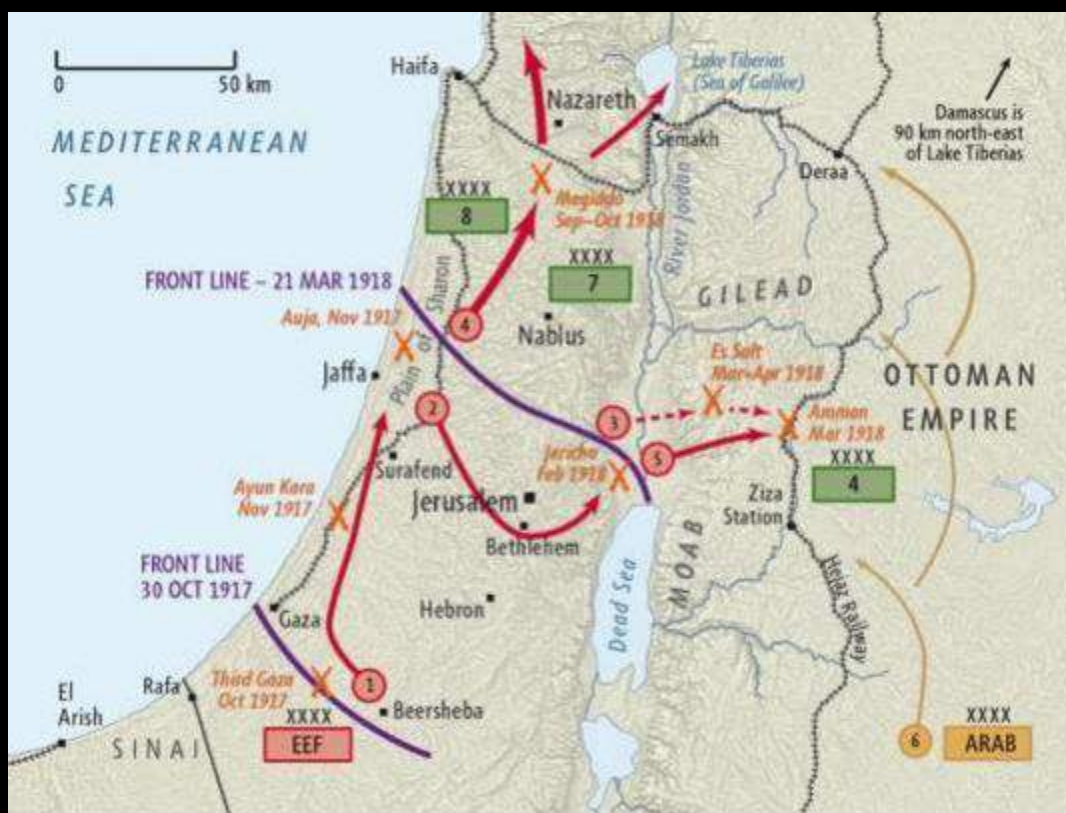 0 50 km
MEDITERRANEAN
SEA
Haifa
Nazareth
Lake Tiberias
(Sea of Galilee)
Semakh
Damascus is
90 km north-east
of Lake Tiberias
Deraa
XXXX
8
Megiddo
Sep–Oct 1918
River Jordan
XXXX
7
GILEAD
FRONT LINE – 21 MAR 1918
Auja, Nov 1917
Plain of Sharon
4
Nablus
Jaffa
Es Salt
Mar-Apr 1918
OTTOMAN
EMPIRE
2
3
5
Amman
Mar 1918
XXXX
4
Jericho
Feb 1918
Surafend
Ayun Kara
Nov 1917
Jerusalem
Bethlehem
Ziza
Station
MOAB
FRONT LINE
30 OCT 1917
Gaza
Hebron
Dead Sea
Hejaz Railway
Third Gaza
Oct 1917
1
Beersheba
XXXX
EEF
Rafa
El
Arish
SINAI
6
XXXX
ARAB